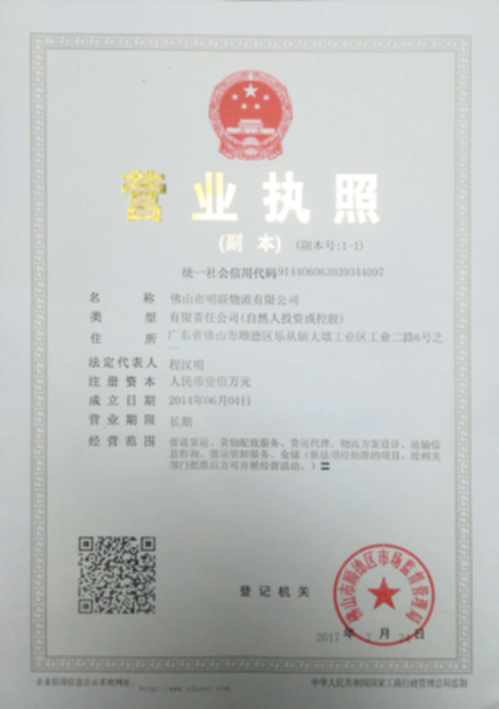 营业执照
(副 本) (副本号:1-1)
统一社会信用代码914406063039344097
名称 佛山市明联物流有限公司
类型 有限责任公司(自然人投资或控股)
住所 广东省佛山市顺德区乐从镇大墩工业区工业二路6号之一
法定代表人 程汉明
注册资本 人民币壹佰万元
成立日期 2014年06月04日
营业期限 长期
经营范围 普通货运、货物配载服务、货运代理、物流方案设计、运输信
息咨询、搬运装卸服务、仓储(依法须经批准的项目,经相关
部门批准后方可开展经营活动。)
登记机关
佛山市顺德区市场监督管理局
2017 年 7 月 24 日
企业信用信息公示系统网址:
中华人民共和国国家工商行政管理总局监制